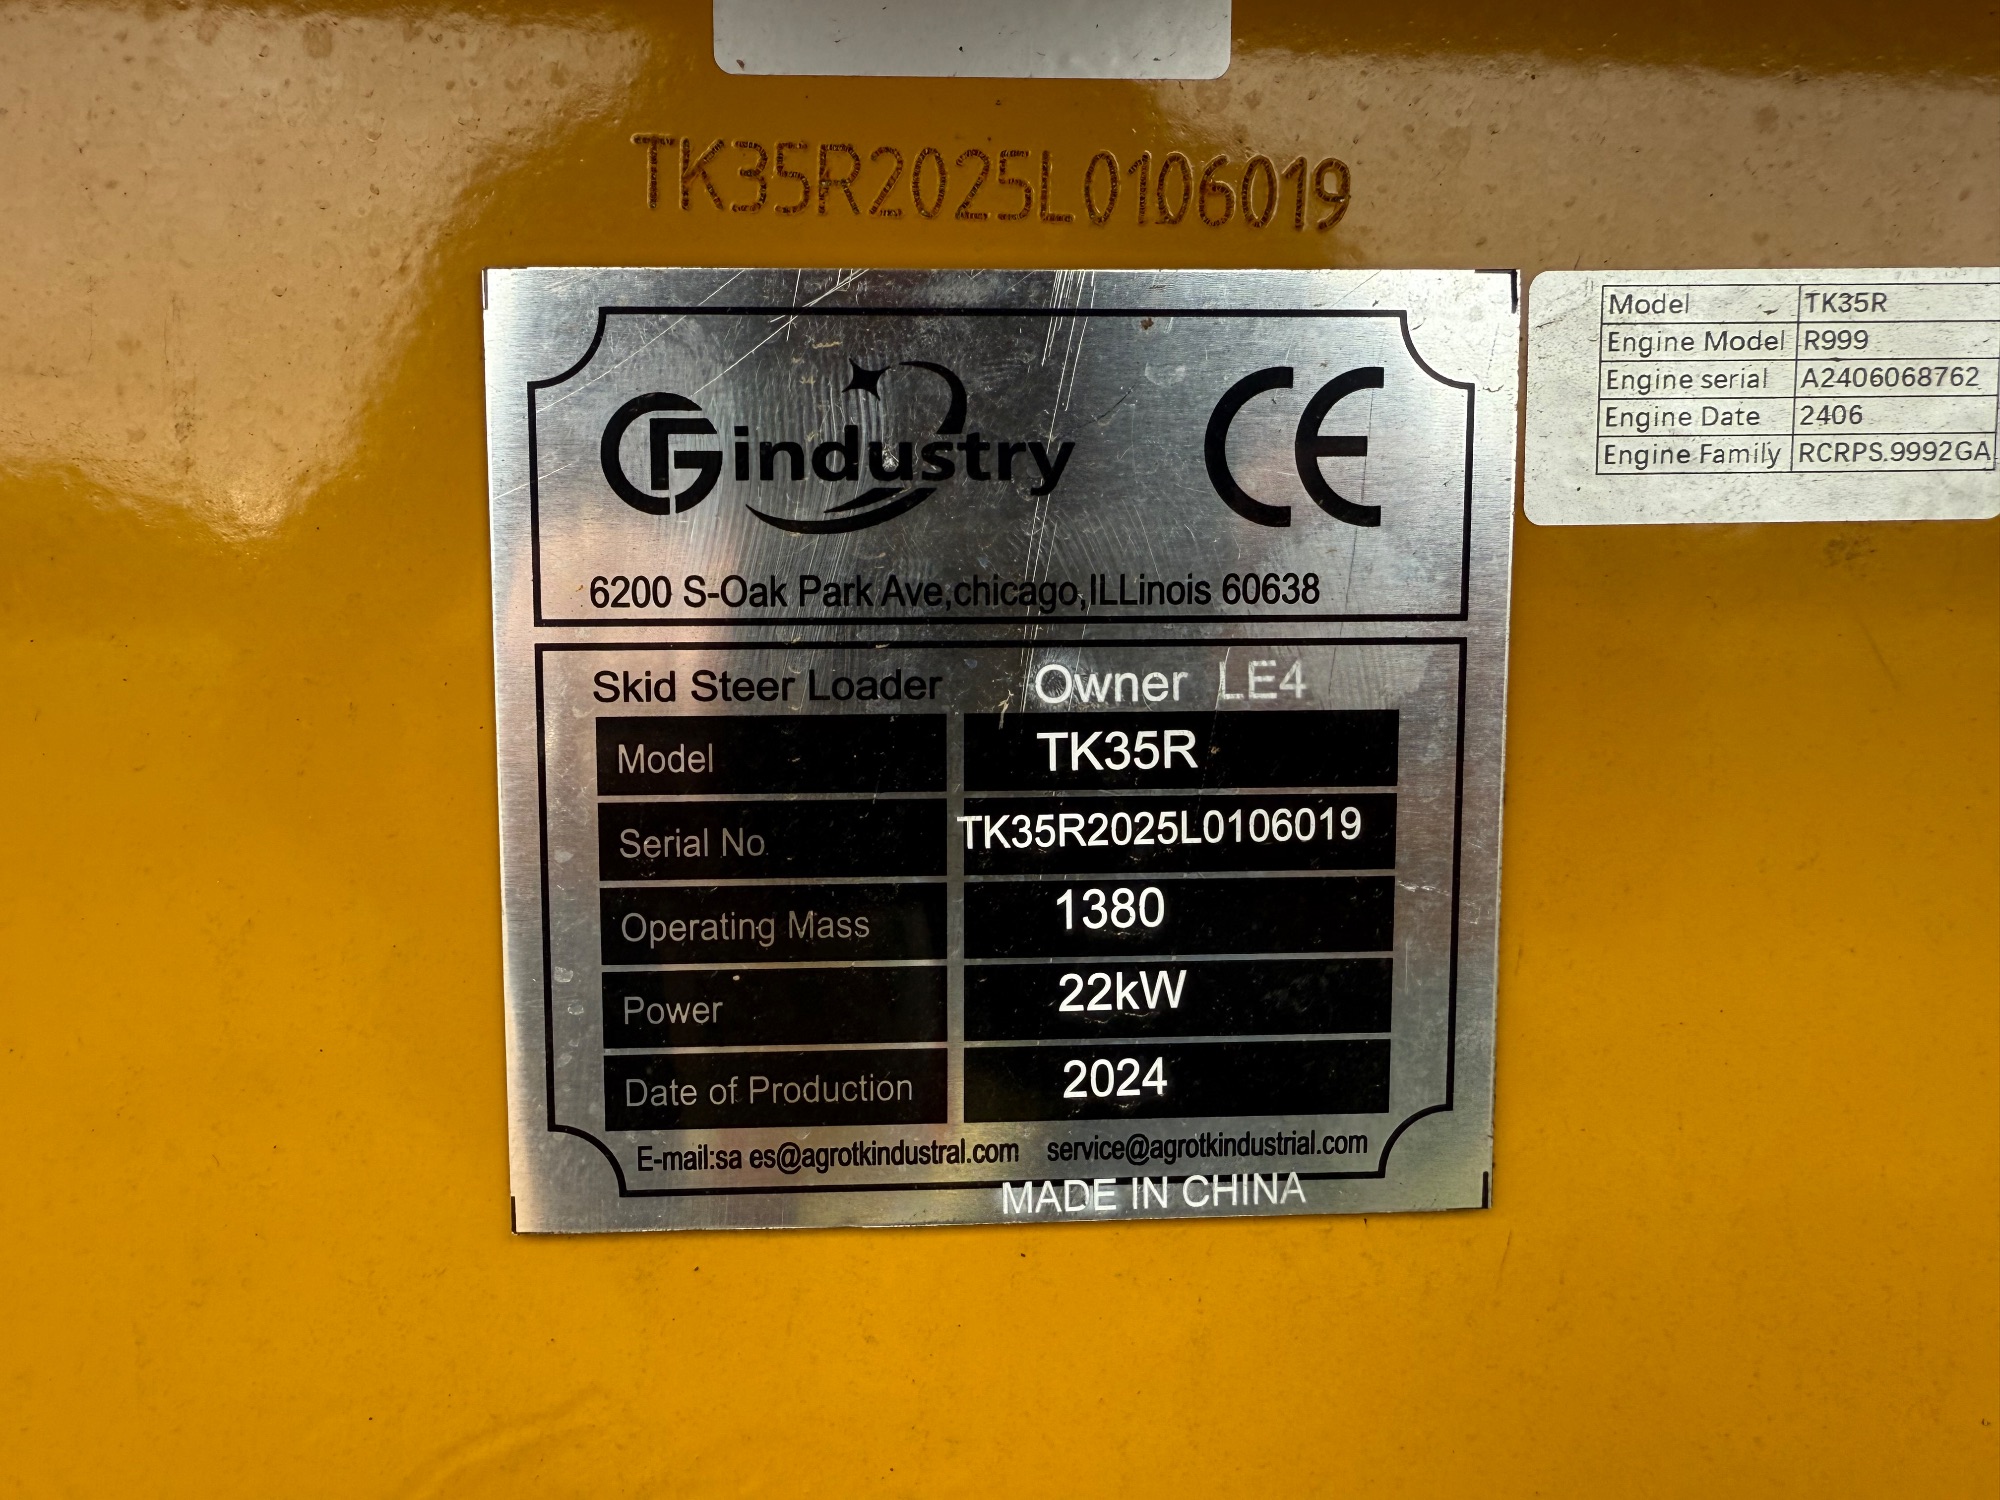 TK35R2025L0106019
GF industry CE
6200 S-Oak Park Ave,chicago,ILLinois 60638
Skid Steer Loader Owner LE4
Model TK35R
Serial No TK35R2025L0106019
Operating Mass 1380
Power 22kW
Date of Production 2024
E-mail:sa es@agrotkindustral.com service@agrotkindustrial.com
MADE IN CHINA
Model TK35R
Engine Model R999
Engine serial A2406068762
Engine Date 2406
Engine Family RCRPS.9992GA